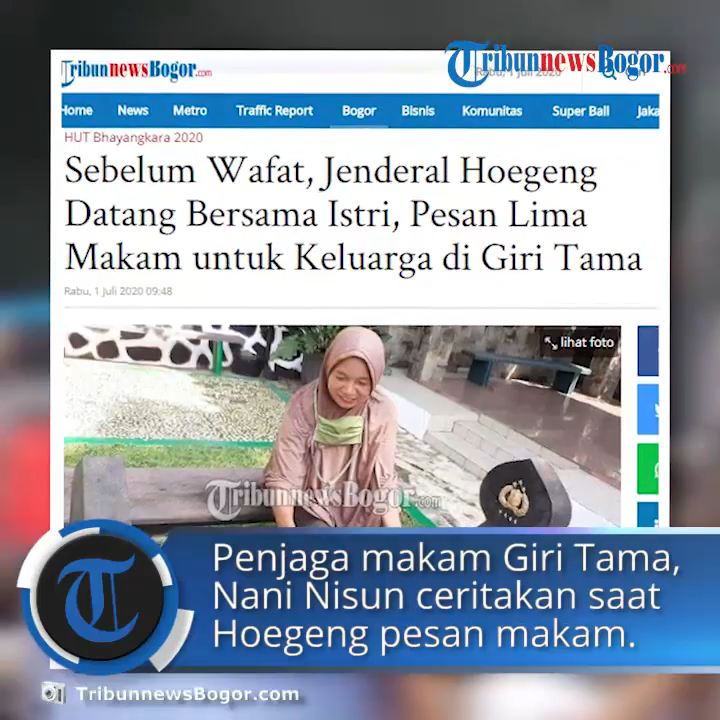 TribunnewsBogor.com
TribunnewsBogor.com
Rabu, 1 Juli 2020
Home News Metro Traffic Report Bogor Bisnis Komunitas Super Ball Jaka
HUT Bhayangkara 2020
Sebelum Wafat, Jenderal Hoegeng
Datang Bersama Istri, Pesan Lima
Makam untuk Keluarga di Giri Tama
Rabu, 1 Juli 2020 09:48
lihat foto
TribunnewsBogor.com
Penjaga makam Giri Tama,
Nani Nisun ceritakan saat
Hoegeng pesan makam.
TribunnewsBogor.com